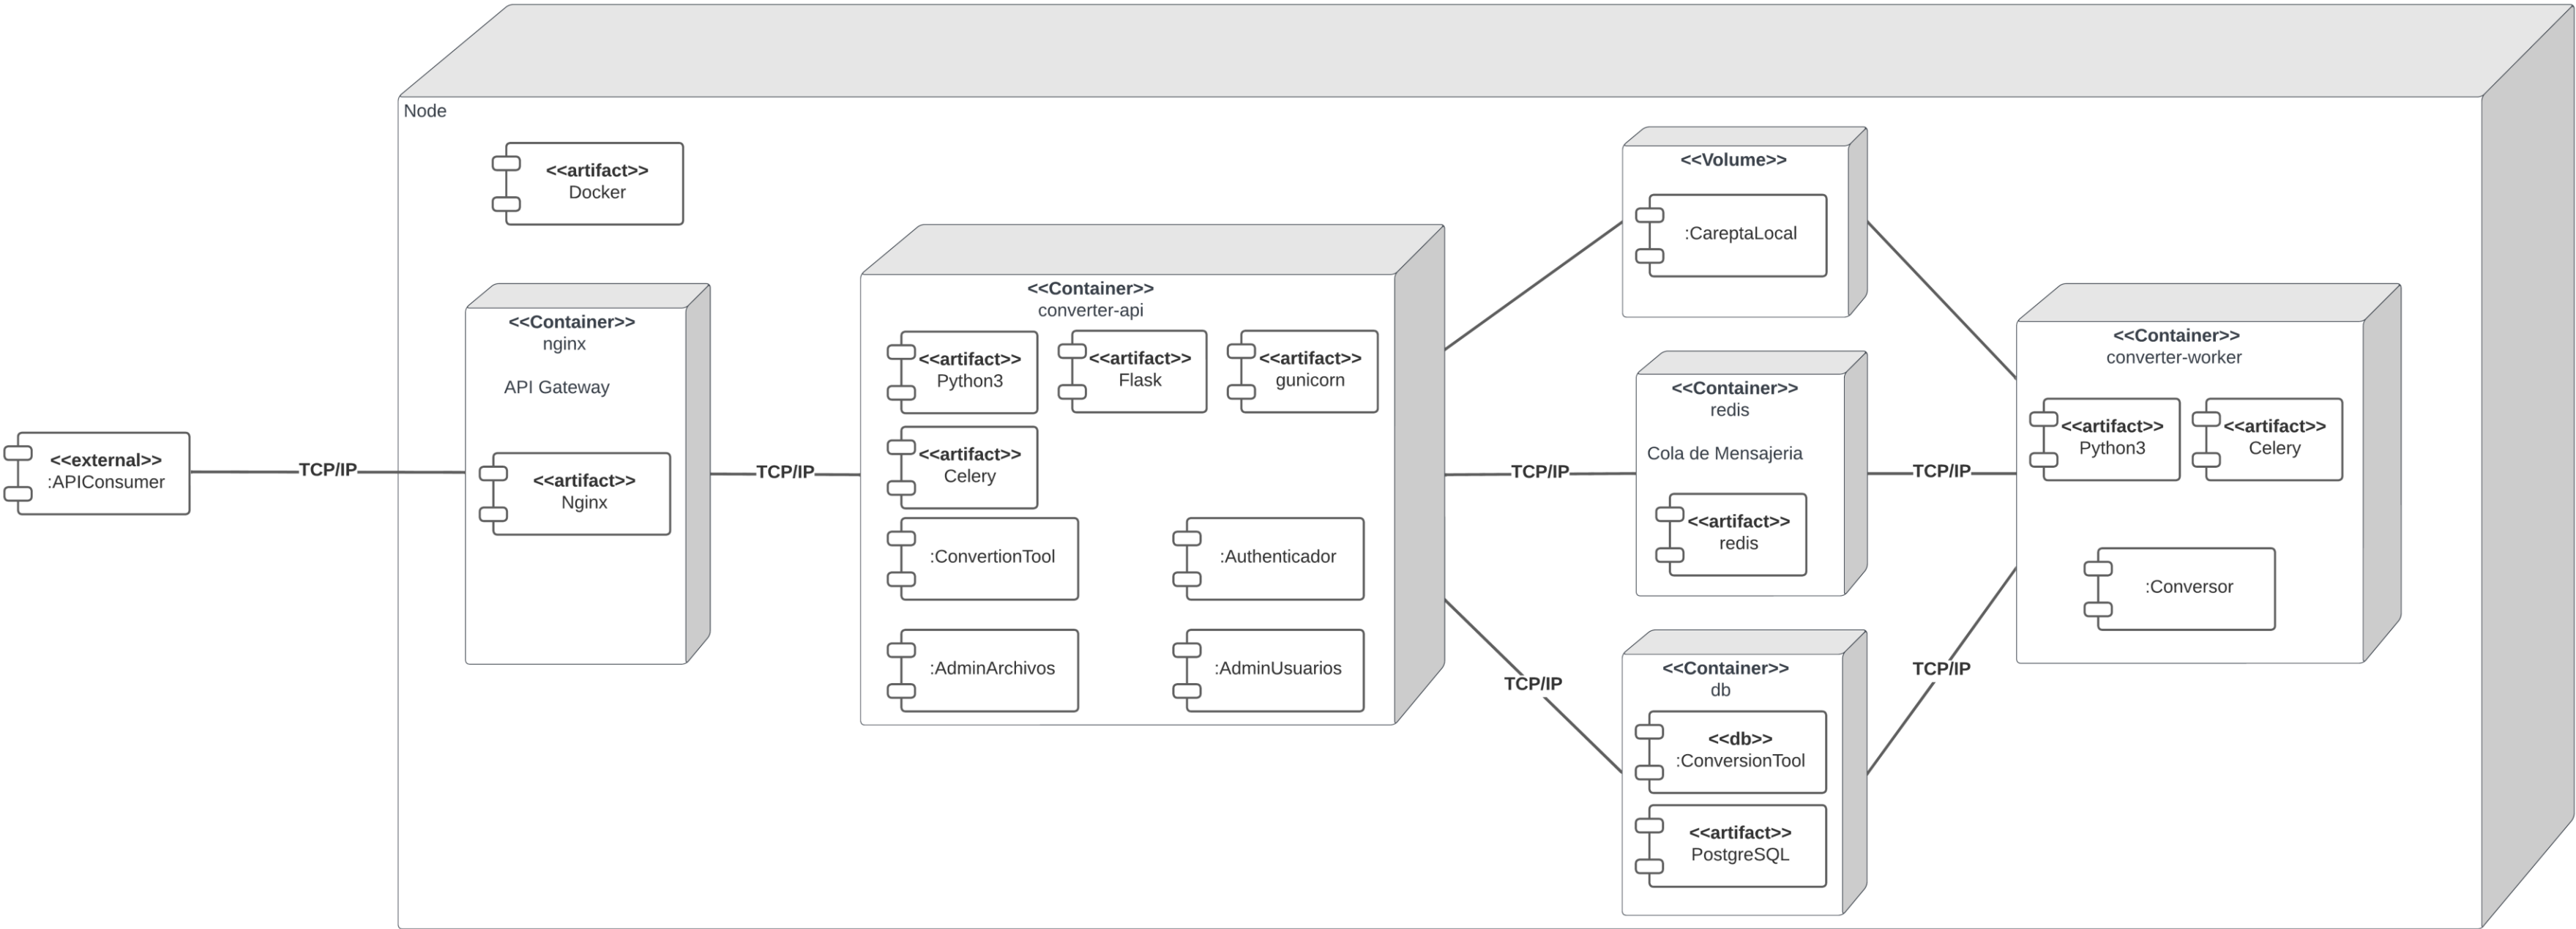 Node
<<artifact>>
Docker
<<external>>
:APIConsumer
TCP/IP
<<Container>>
nginx
API Gateway
<<artifact>>
Nginx
TCP/IP
<<Container>>
converter-api
<<artifact>>
Python3
<<artifact>>
Flask
<<artifact>>
gunicorn
<<artifact>>
Celery
:ConvertionTool
:Authenticador
:AdminArchivos
:AdminUsuarios
TCP/IP
TCP/IP
<<Volume>>
:CareptaLocal
<<Container>>
redis
Cola de Mensajeria
<<artifact>>
redis
<<Container>>
db
<<db>>
:ConversionTool
<<artifact>>
PostgreSQL
TCP/IP
TCP/IP
<<Container>>
converter-worker
<<artifact>>
Python3
<<artifact>>
Celery
:Conversor